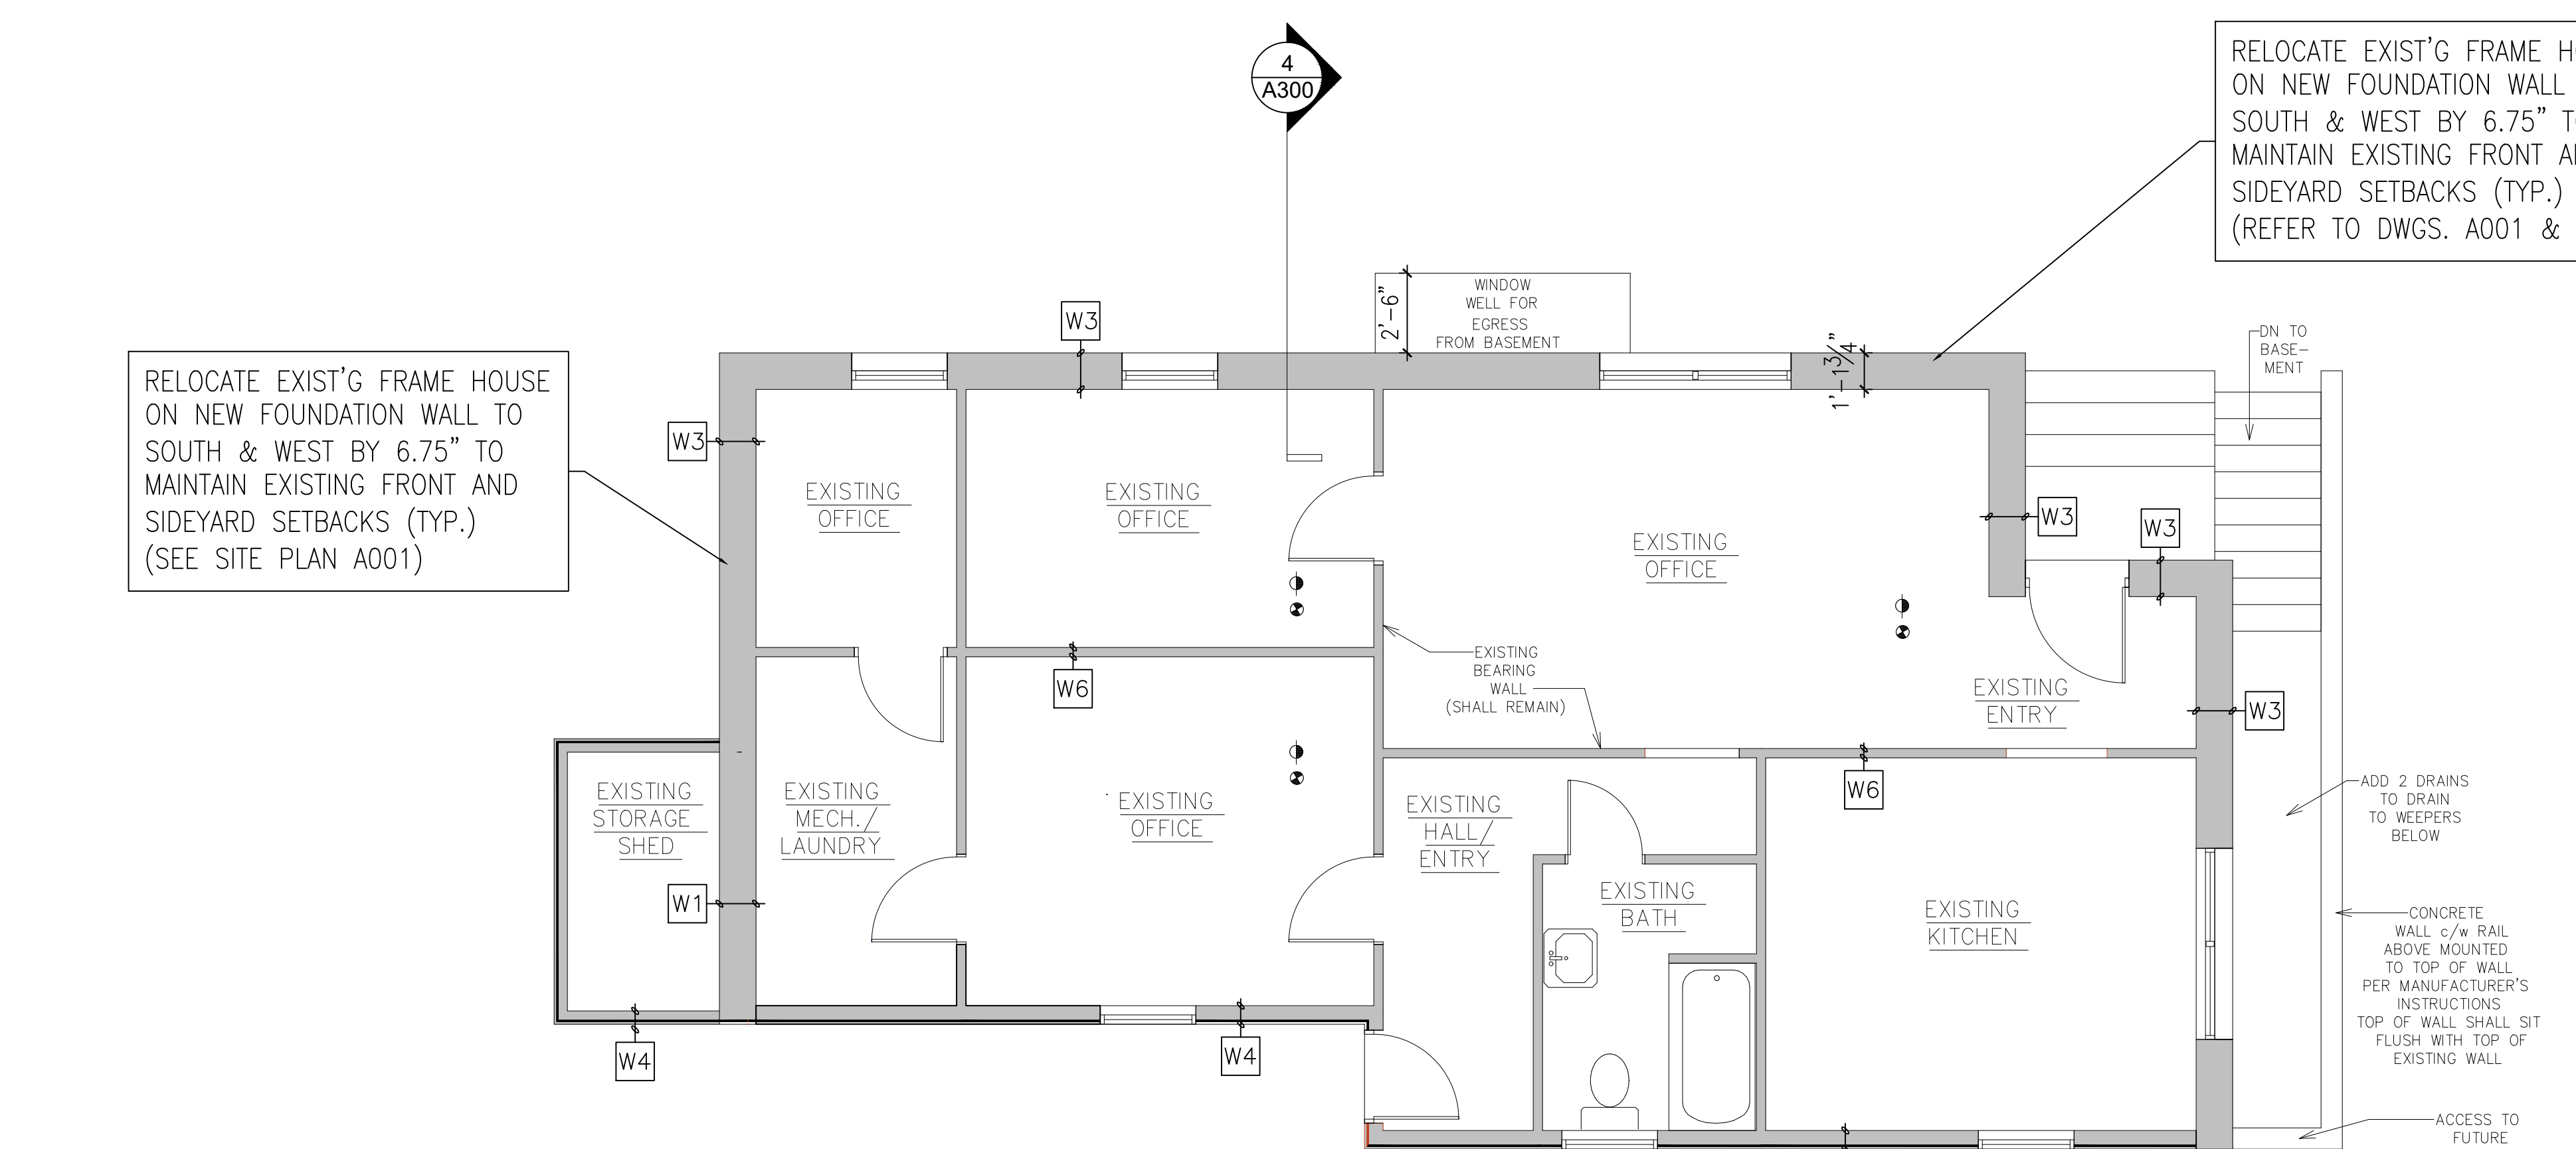 4
A300
RELOCATE EXIST'G FRAME H
ON NEW FOUNDATION WALL
SOUTH & WEST BY 6.75"
MAINTAIN EXISTING FRONT
SIDEYARD SETBACKS (TYP.)
(REFER TO DWGS. A001 &
WINDOW
WELL FOR
EGRESS
FROM BASEMENT
2'-6"
1'-1¾"
W3
DN TO
BASE-
MENT
RELOCATE EXIST'G FRAME HOUSE
ON NEW FOUNDATION WALL TO
SOUTH & WEST BY 6.75" TO
MAINTAIN EXISTING FRONT AND
SIDEYARD SETBACKS (TYP.)
(SEE SITE PLAN A001)
W3
EXISTING
OFFICE
EXISTING
OFFICE
EXISTING
OFFICE
W3
W3
EXISTING
BEARING
WALL
(SHALL REMAIN)
W6
EXISTING
ENTRY
W3
EXISTING
STORAGE
SHED
EXISTING
MECH./
LAUNDRY
EXISTING
OFFICE
EXISTING
HALL/
ENTRY
W6
ADD 2 DRAINS
TO DRAIN
TO WEEPERS
BELOW
W1
EXISTING
BATH
EXISTING
KITCHEN
CONCRETE
WALL c/w RAIL
ABOVE MOUNTED
TO TOP OF WALL
PER MANUFACTURER'S
INSTRUCTIONS
TOP OF WALL SHALL SIT
FLUSH WITH TOP OF
EXISTING WALL
W4
W4
ACCESS TO
FUTURE